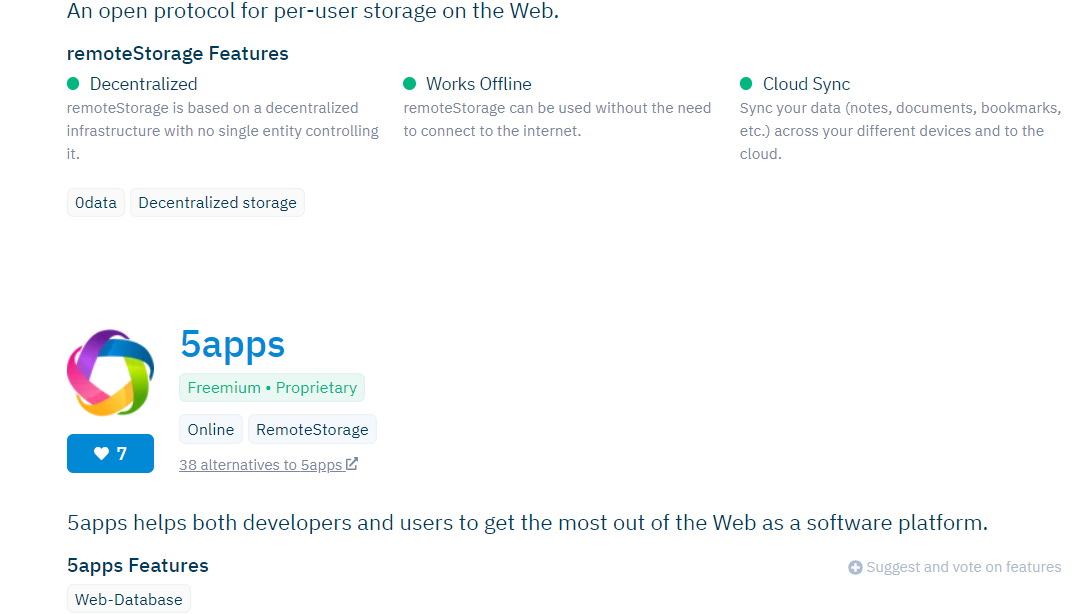 An open protocol for per-user storage on the Web.
remoteStorage Features
Decentralized
remoteStorage is based on a decentralized
infrastructure with no single entity controlling
it.
Works Offline
remoteStorage can be used without the need
to connect to the internet.
Cloud Sync
Sync your data (notes, documents, bookmarks,
etc.) across your different devices and to the
cloud.
0data Decentralized storage
5apps
Freemium • Proprietary
Online RemoteStorage
7
38 alternatives to 5apps
5apps helps both developers and users to get the most out of the Web as a software platform.
5apps Features
Suggest and vote on features
Web-Database